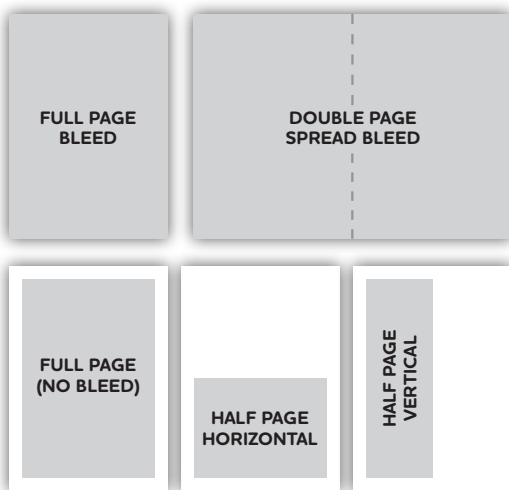 FULL PAGE
BLEED
DOUBLE PAGE
SPREAD BLEED
FULL PAGE
(NO BLEED)
HALF PAGE
HORIZONTAL
HALF PAGE
VERTICAL